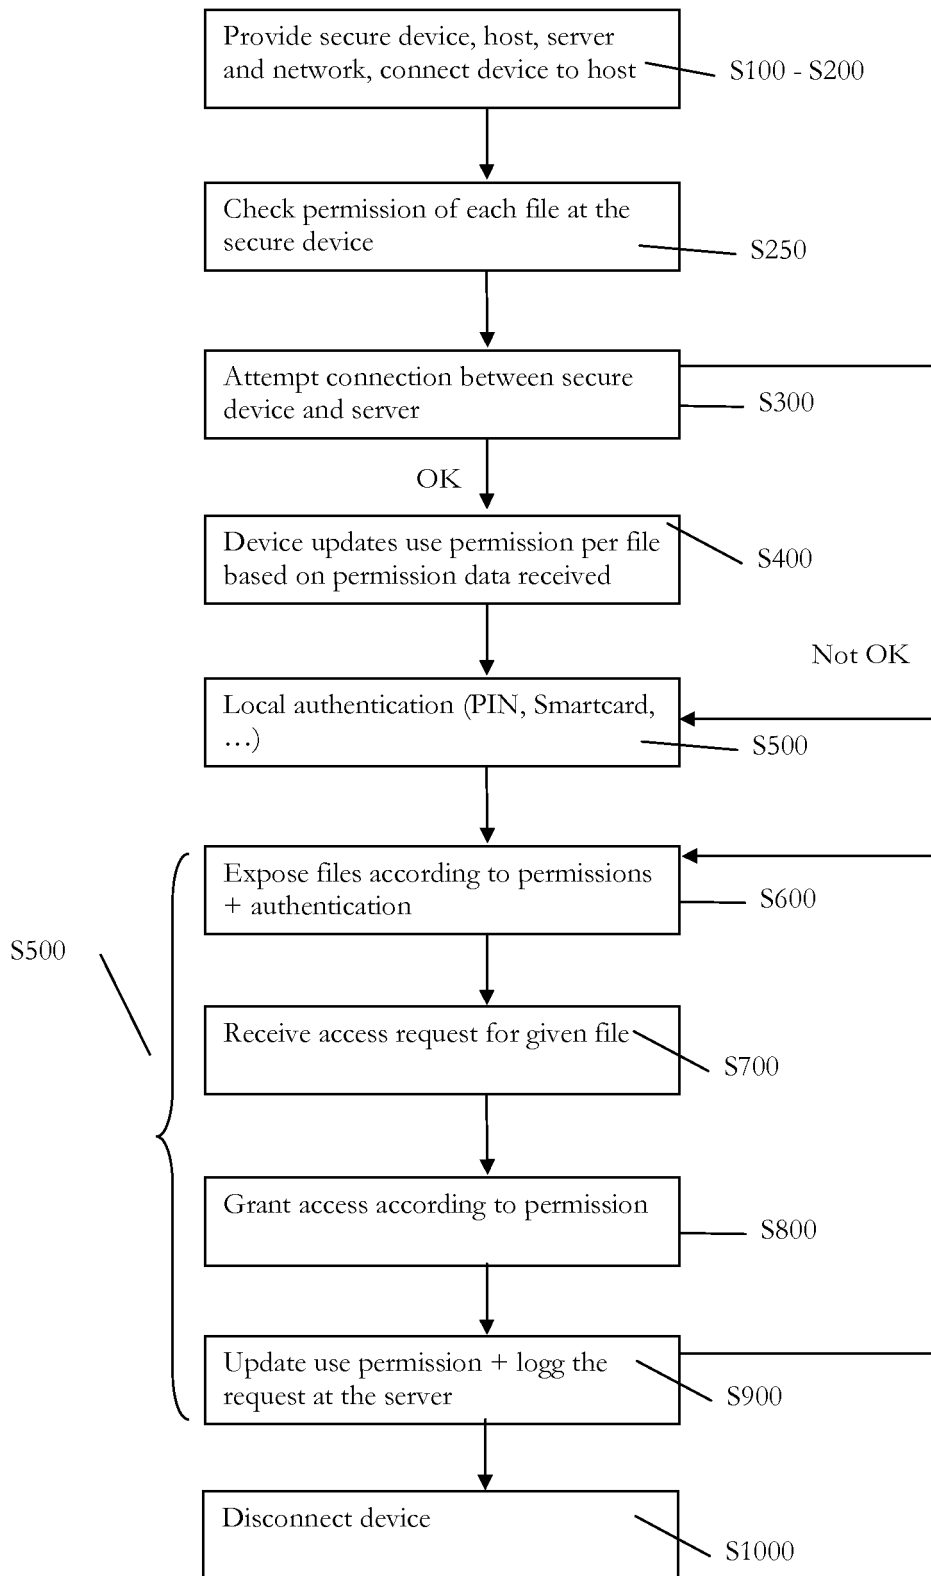 Provide secure device, host, server
and network, connect device to host
S100 - S200
Check permission of each file at the
secure device
S250
Attempt connection between secure
device and server
S300
OK
Device updates use permission per file
based on permission data received
S400
Not OK
Local authentication (PIN, Smartcard,
…)
S500
Expose files according to permissions
+ authentication
S600
S500
Receive access request for given file
S700
Grant access according to permission
S800
Update use permission + logg the
request at the server
S900
Disconnect device
S1000